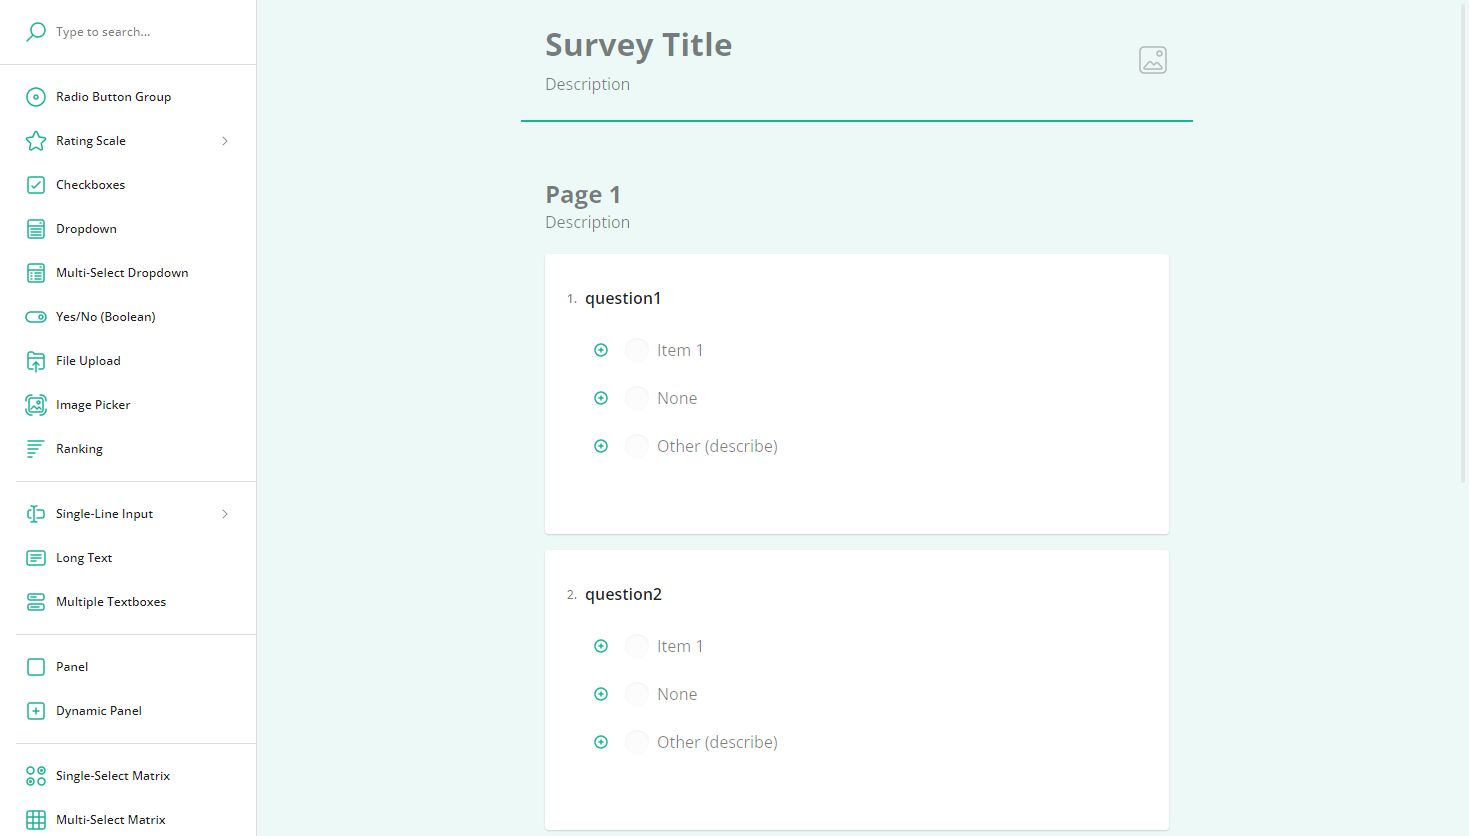 Type to search...
Radio Button Group
Rating Scale
Checkboxes
Dropdown
Multi-Select Dropdown
Yes/No (Boolean)
File Upload
Image Picker
Ranking
Single-Line Input
Long Text
Multiple Textboxes
Panel
Dynamic Panel
Single-Select Matrix
Multi-Select Matrix
Survey Title
Description
Page 1
Description
1. question1
Item 1
None
Other (describe)
2. question2
Item 1
None
Other (describe)